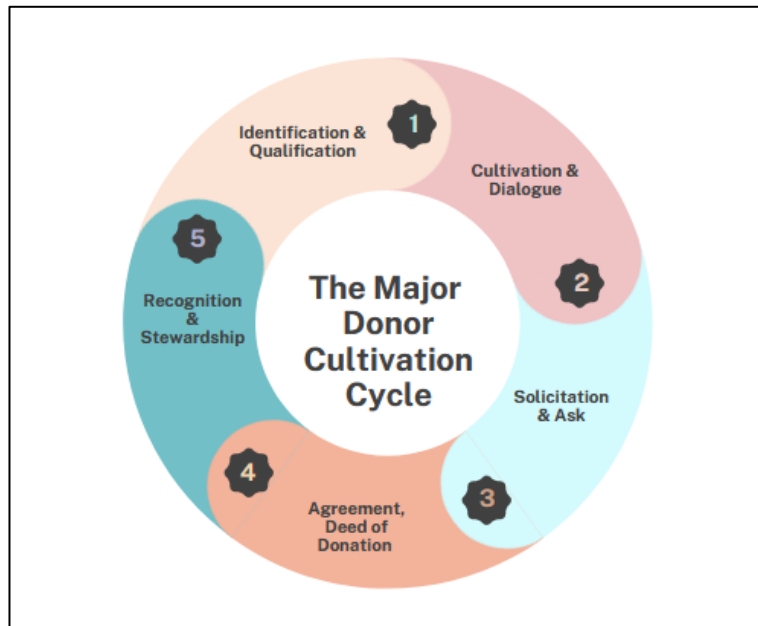 The Major
Donor
Cultivation
Cycle
1
Identification &
Qualification
2
Cultivation &
Dialogue
3
Solicitation
& Ask
4
Agreement,
Deed of
Donation
5
Recognition
&
Stewardship